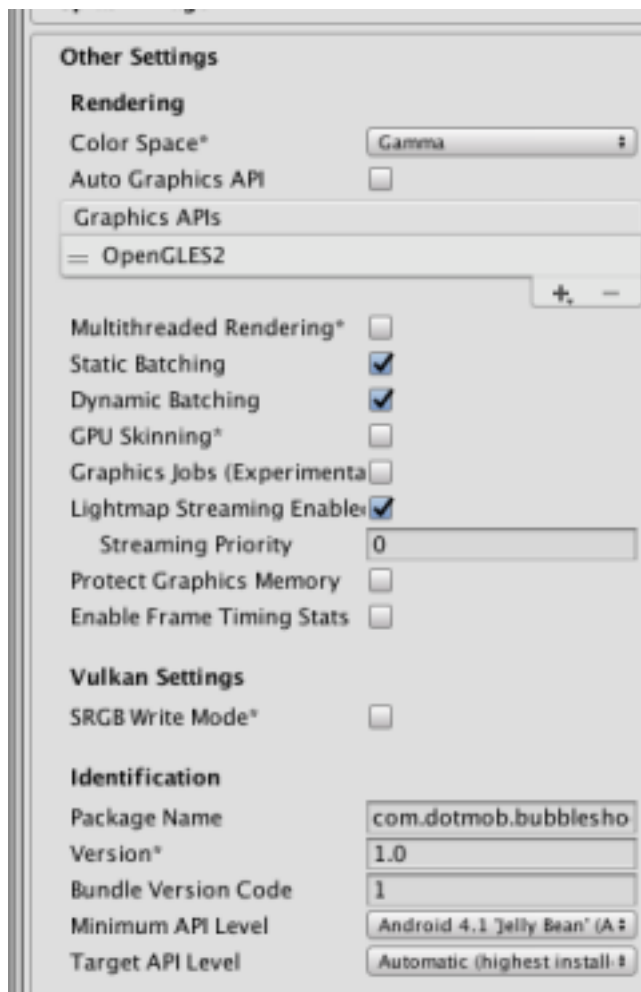 Other Settings
Rendering
Color Space* Gamma
Auto Graphics API
Graphics APIs
= OpenGLES2
+ −
Multithreaded Rendering*
Static Batching
Dynamic Batching
GPU Skinning*
Graphics Jobs (Experimenta
Lightmap Streaming Enable
Streaming Priority 0
Protect Graphics Memory
Enable Frame Timing Stats
Vulkan Settings
SRGB Write Mode*
Identification
Package Name com.dotmob.bubblesho
Version* 1.0
Bundle Version Code 1
Minimum API Level Android 4.1 'Jelly Bean' (A
Target API Level Automatic (highest install